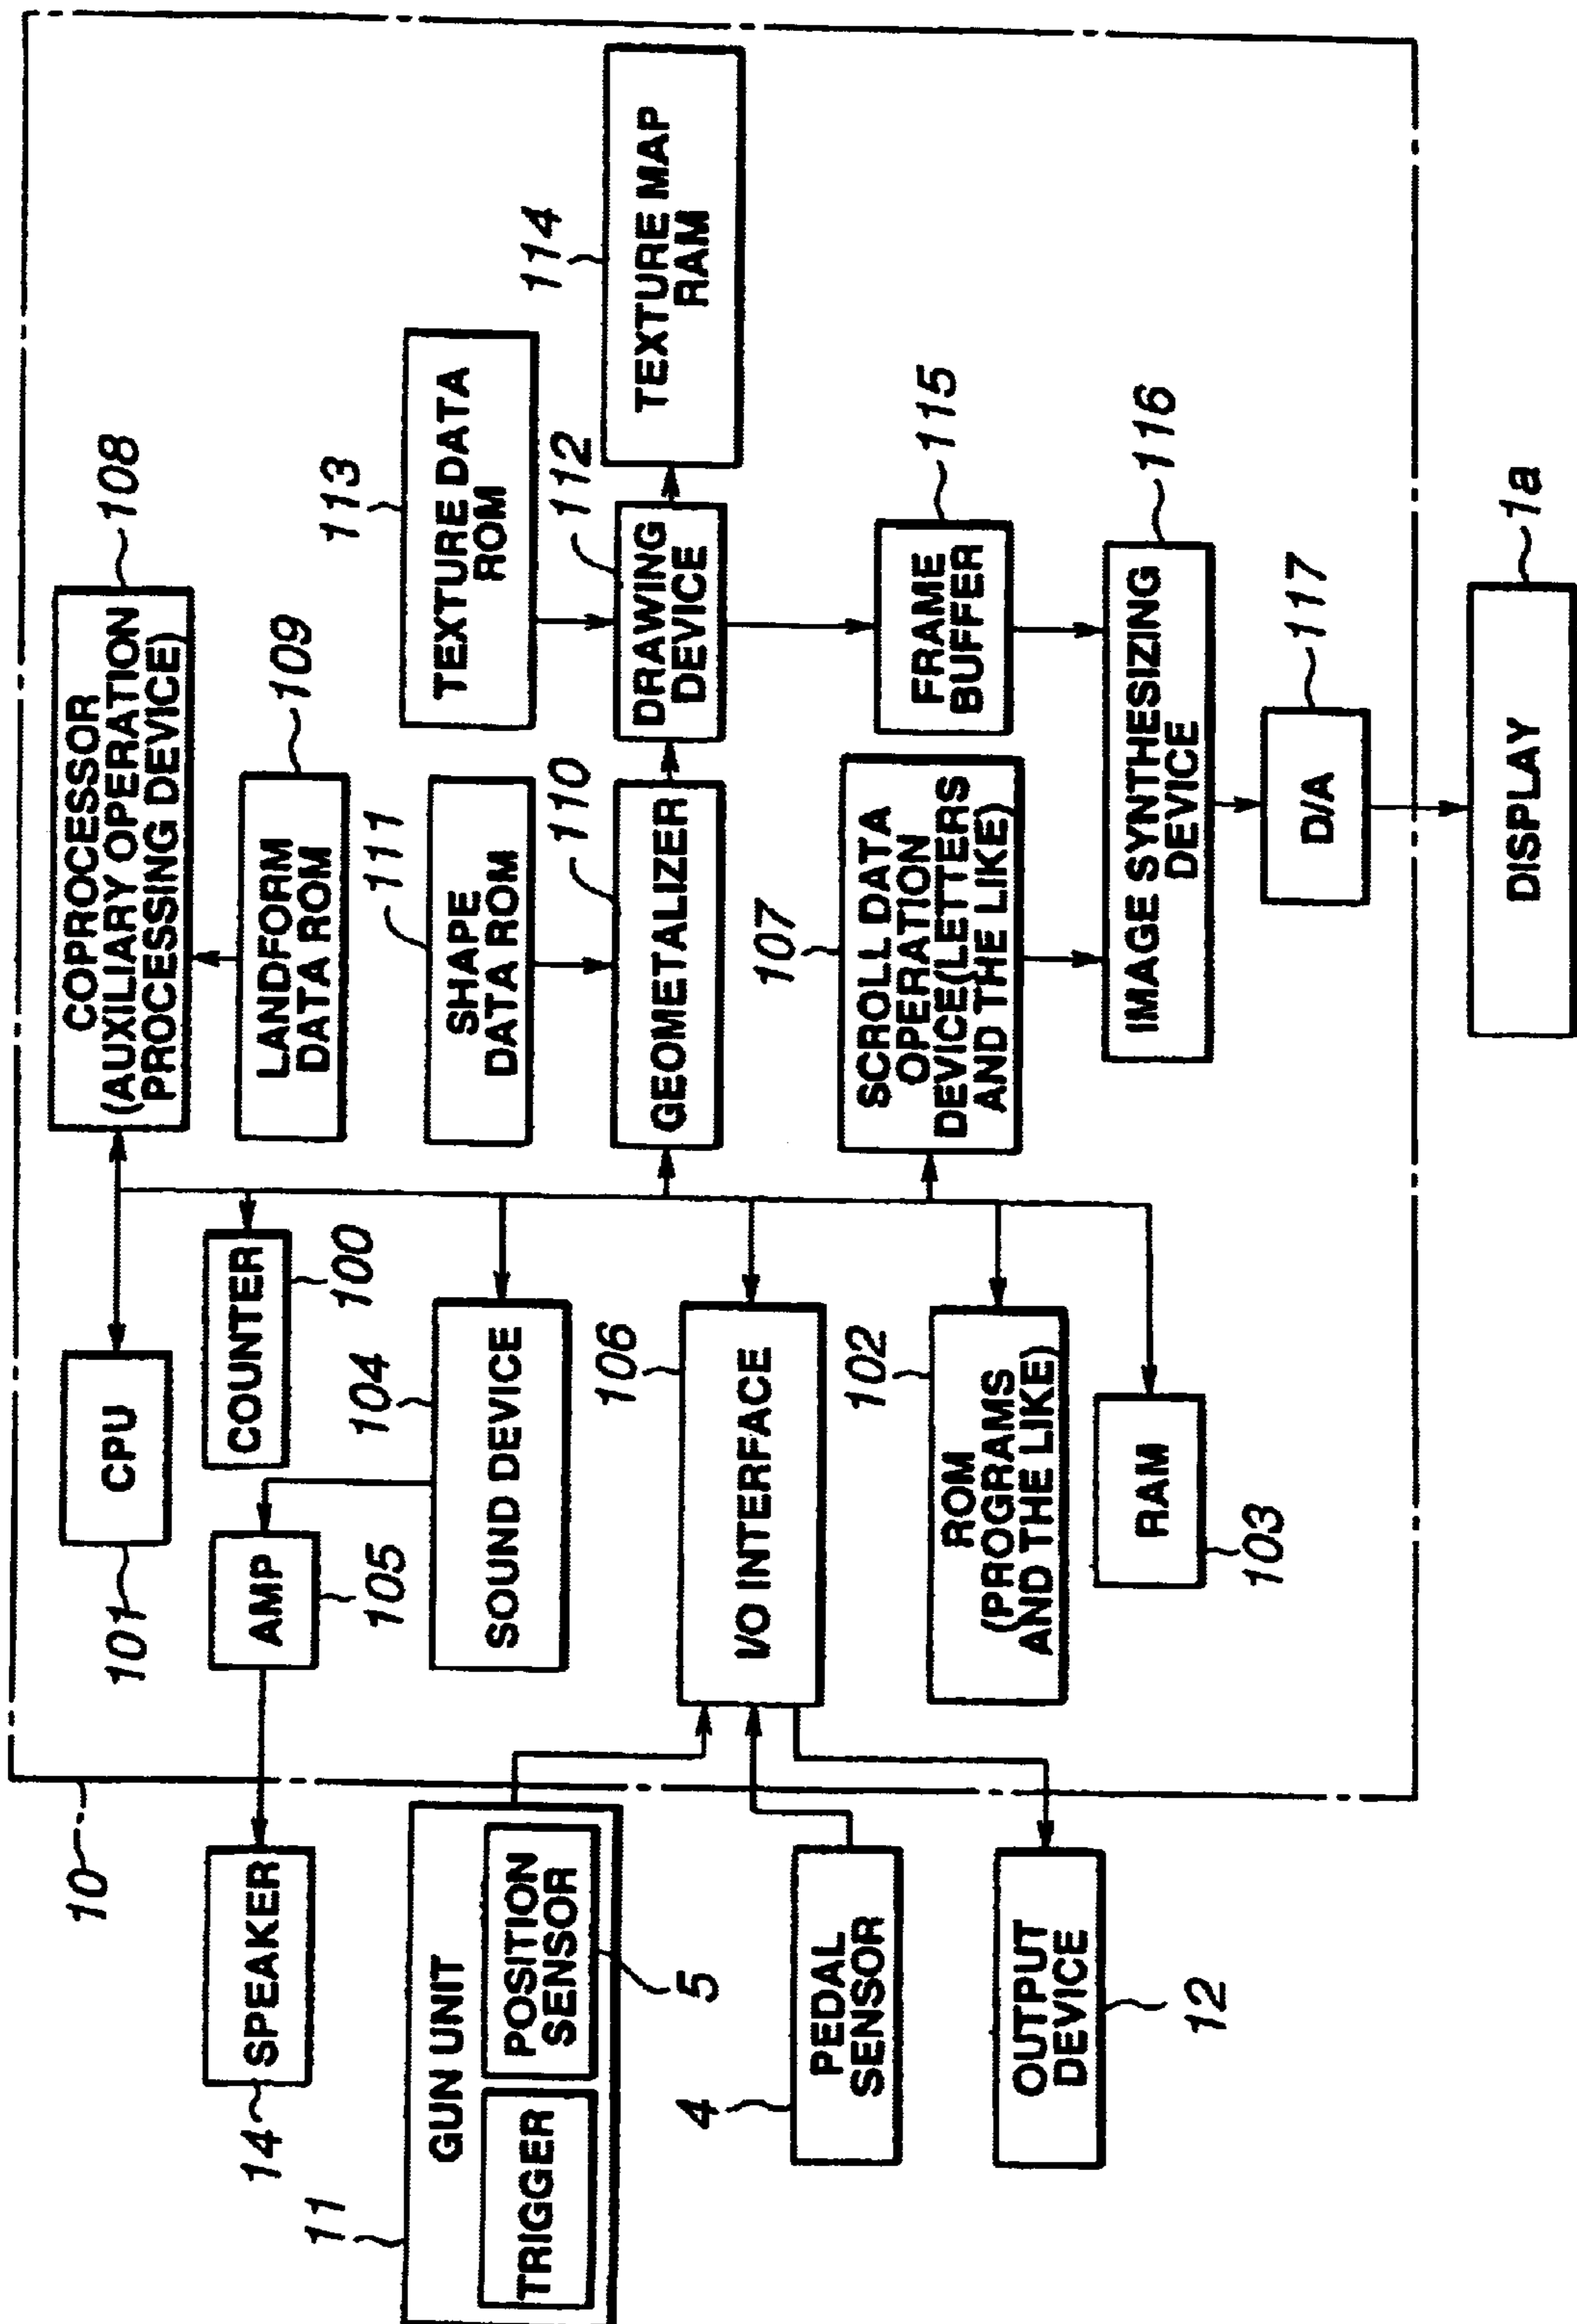 10
101
CPU
COPROCESSOR
(AUXILIARY OPERATION
PROCESSING DEVICE)
108
14
SPEAKER
AMP
105
COUNTER
100
LANDFORM
DATA ROM
109
11
GUN UNIT
TRIGGER
POSITION
SENSOR
5
104
SOUND DEVICE
111
SHAPE
DATA ROM
113
TEXTURE DATA
ROM
110
GEOMETALIZER
112
DRAWING
DEVICE
114
TEXTURE MAP
RAM
4
PEDAL
SENSOR
106
I/O INTERFACE
107
SCROLL DATA
OPERATION
DEVICE(LETTERS
AND THE LIKE)
FRAME
BUFFER
115
OUTPUT
DEVICE
12
102
ROM
(PROGRAMS
AND THE LIKE)
RAM
103
IMAGE SYNTHESIZING
DEVICE
116
D/A
117
DISPLAY
1a